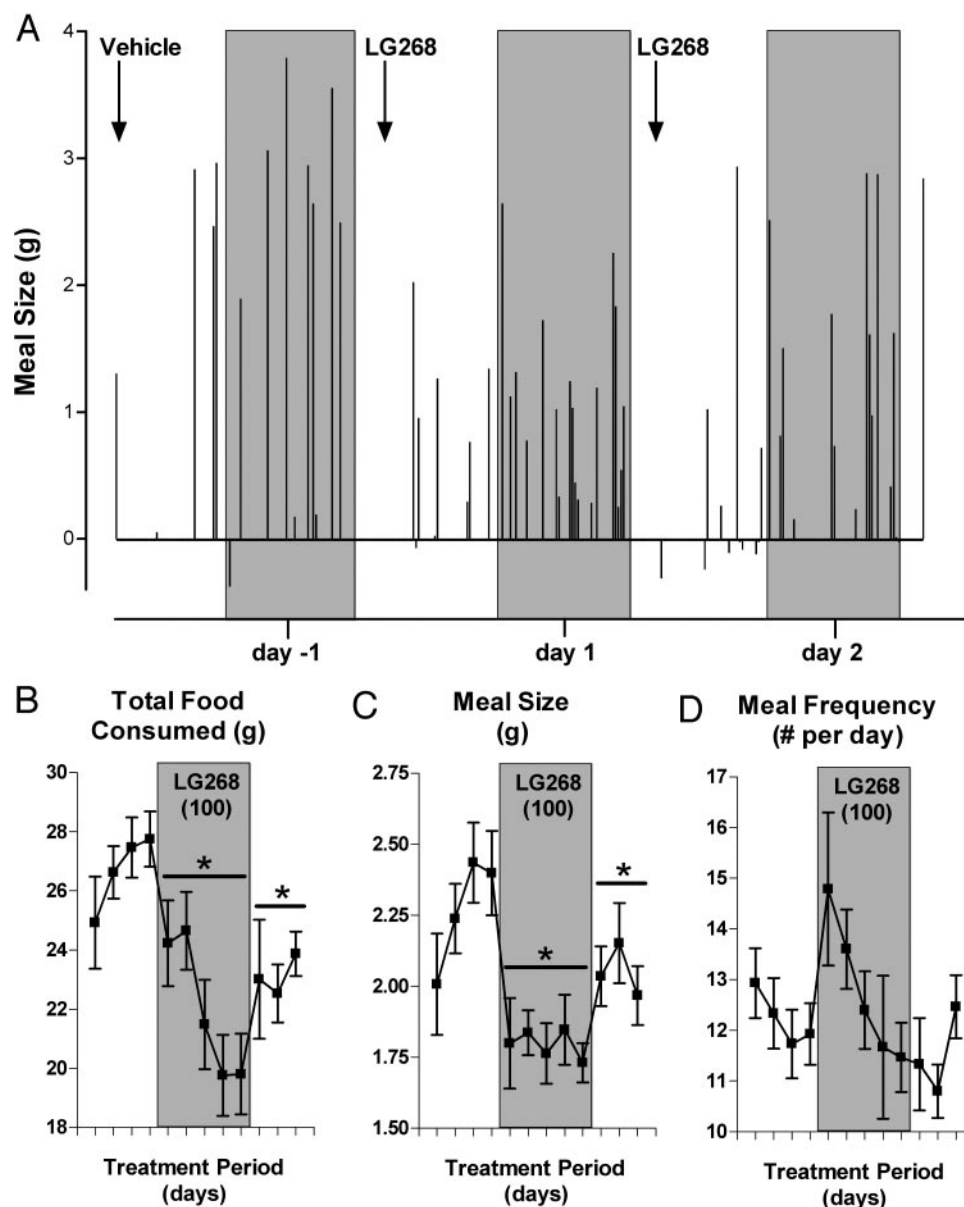 A
Vehicle
LG268
LG268
Meal Size (g)
4
3
2
1
0
day -1
day 1
day 2
B
Total Food
Consumed (g)
30
28
26
24
22
20
18
LG268
(100)
*
*
Treatment Period
(days)
C
Meal Size
(g)
2.75
2.50
2.25
2.00
1.75
1.50
LG268
(100)
*
*
Treatment Period
(days)
D
Meal Frequency
(# per day)
17
16
15
14
13
12
11
10
LG268
(100)
Treatment Period
(days)